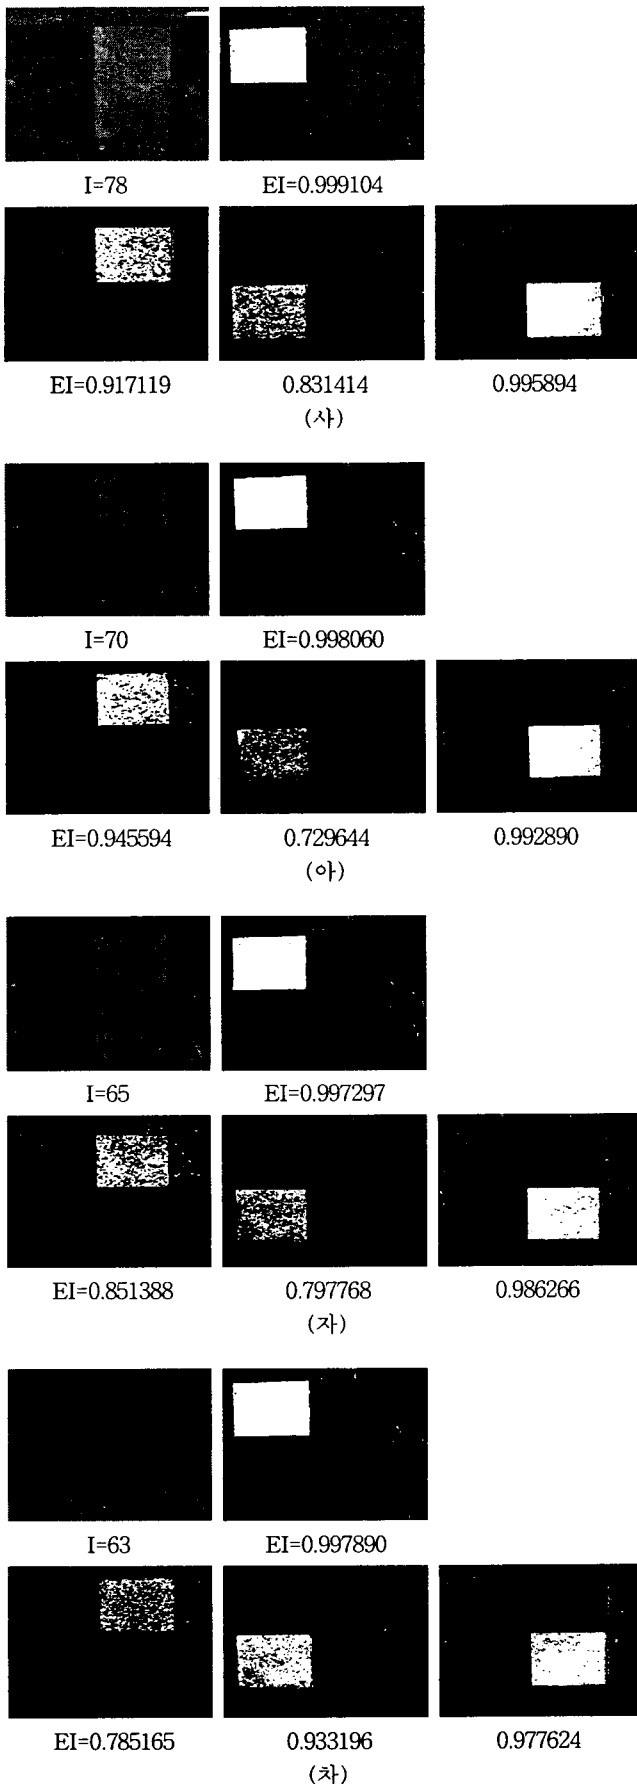 I=78 EI=0.999104
EI=0.917119 0.831414 0.995894
(사)
I=70 EI=0.998060
EI=0.945594 0.729644 0.992890
(아)
I=65 EI=0.997297
EI=0.851388 0.797768 0.986266
(자)
I=63 EI=0.997890
EI=0.785165 0.933196 0.977624
(차)